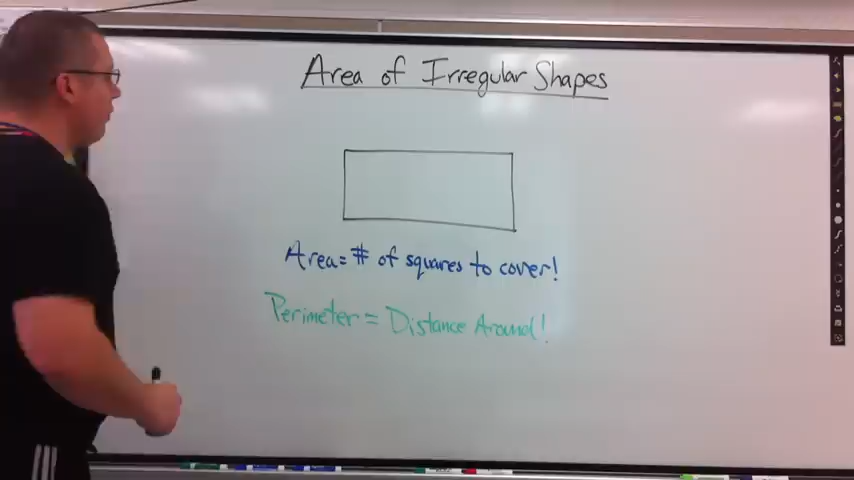 Area of Irregular Shapes
Area = # of squares to cover!
Perimeter = Distance Around!